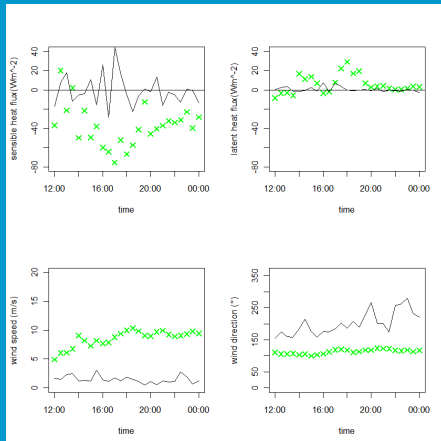 sensible heat flux(Wm^-2)
40
0
-40
-80
12:00 16:00 20:00 00:00
time
latent heat flux(Wm^-2)
40
0
-40
-80
12:00 16:00 20:00 00:00
time
wind speed (m/s)
20
15
10
5
0
12:00 16:00 20:00 00:00
time
wind direction (°)
350
250
150
50
0
12:00 16:00 20:00 00:00
time